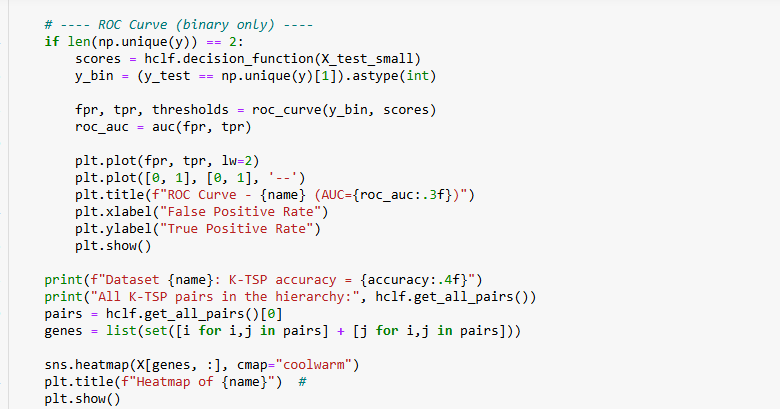 # ---- ROC Curve (binary only) ----
if len(np.unique(y)) == 2:
    scores = hclf.decision_function(X_test_small)
    y_bin = (y_test == np.unique(y)[1]).astype(int)

    fpr, tpr, thresholds = roc_curve(y_bin, scores)
    roc_auc = auc(fpr, tpr)

    plt.plot(fpr, tpr, lw=2)
    plt.plot([0, 1], [0, 1], '--')
    plt.title(f"ROC Curve - {name} (AUC={roc_auc:.3f})")
    plt.xlabel("False Positive Rate")
    plt.ylabel("True Positive Rate")
    plt.show()

print(f"Dataset {name}: K-TSP accuracy = {accuracy:.4f}")
print("All K-TSP pairs in the hierarchy:", hclf.get_all_pairs())
pairs = hclf.get_all_pairs()[0]
genes = list(set([i for i,j in pairs] + [j for i,j in pairs]))

sns.heatmap(X[genes, :], cmap="coolwarm")
plt.title(f"Heatmap of {name}")  #
plt.show()